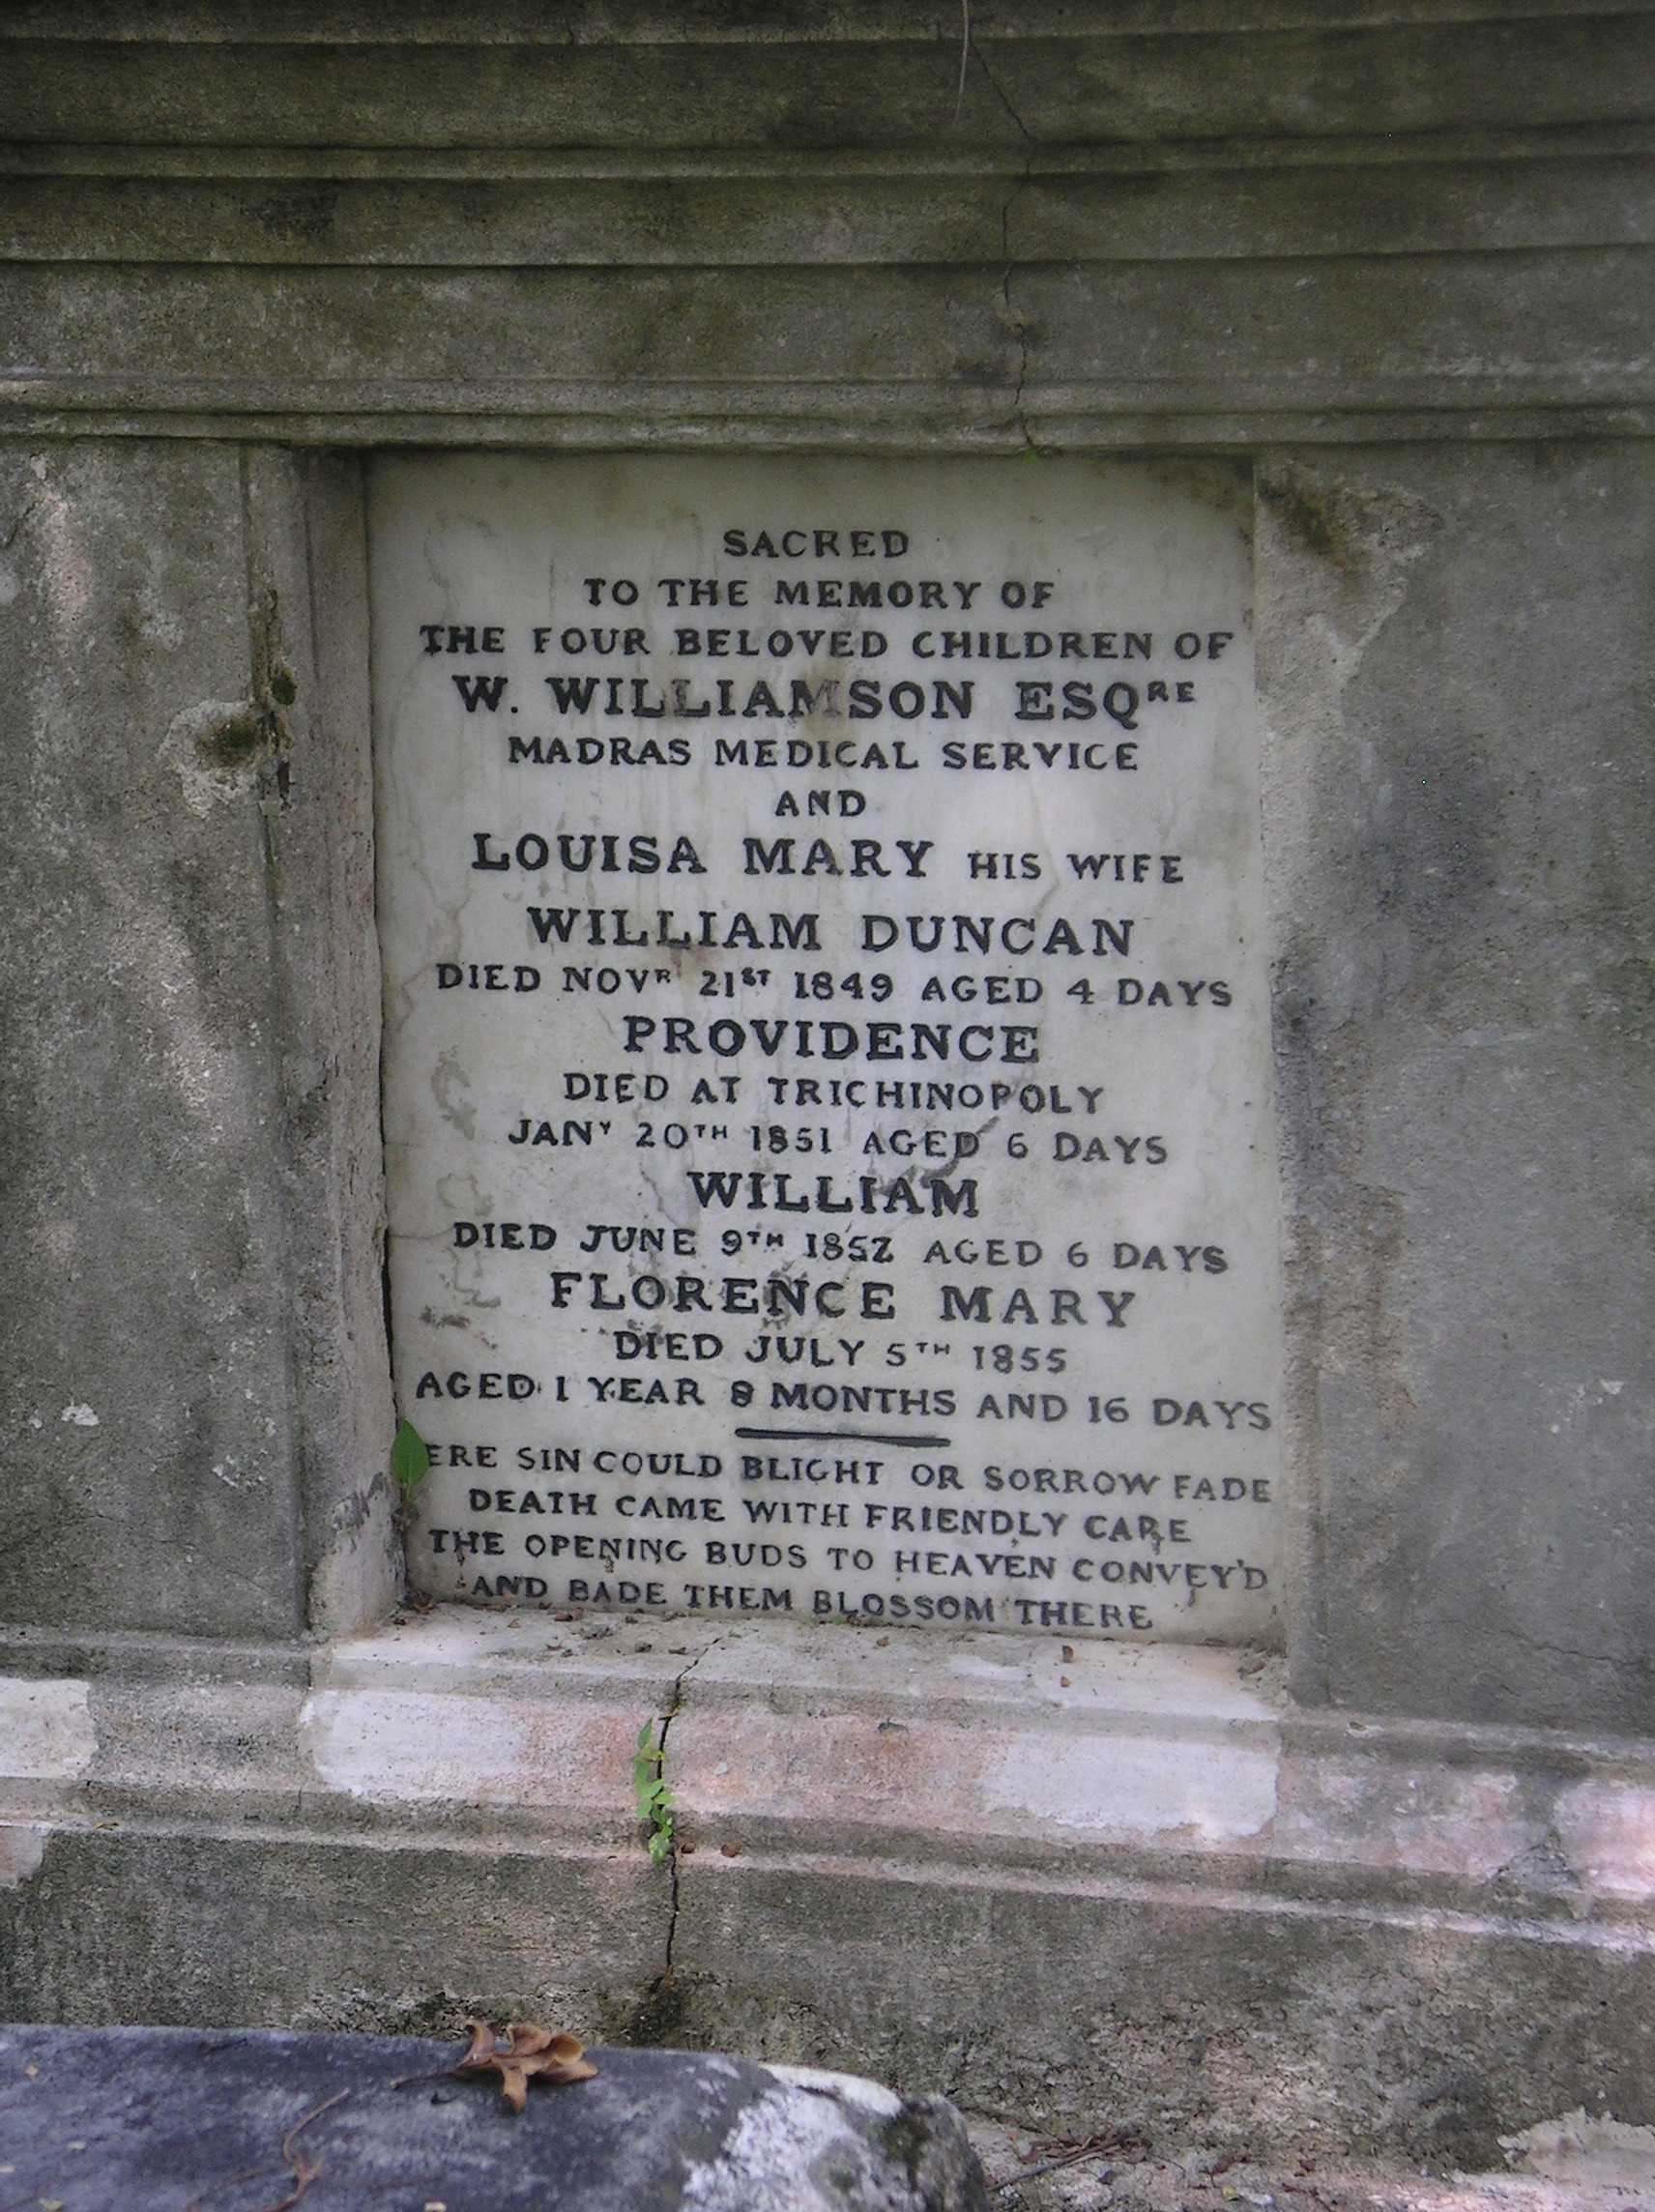 SACRED
TO THE MEMORY OF
THE FOUR BELOVED CHILDREN OF
W. WILLIAMSON ESQRE
MADRAS MEDICAL SERVICE
AND
LOUISA MARY HIS WIFE
WILLIAM DUNCAN
DIED NOVR 21ST 1849 AGED 4 DAYS
PROVIDENCE
DIED AT TRICHINOPOLY
JANY 20TH 1851 AGED 6 DAYS
WILLIAM
DIED JUNE 9TH 1852 AGED 6 DAYS
FLORENCE MARY
DIED JULY 5TH 1855
AGED 1 YEAR 8 MONTHS AND 16 DAYS
ERE SIN COULD BLIGHT OR SORROW FADE
DEATH CAME WITH FRIENDLY CARE
THE OPENING BUDS TO HEAVEN CONVEY'D
AND BADE THEM BLOSSOM THERE